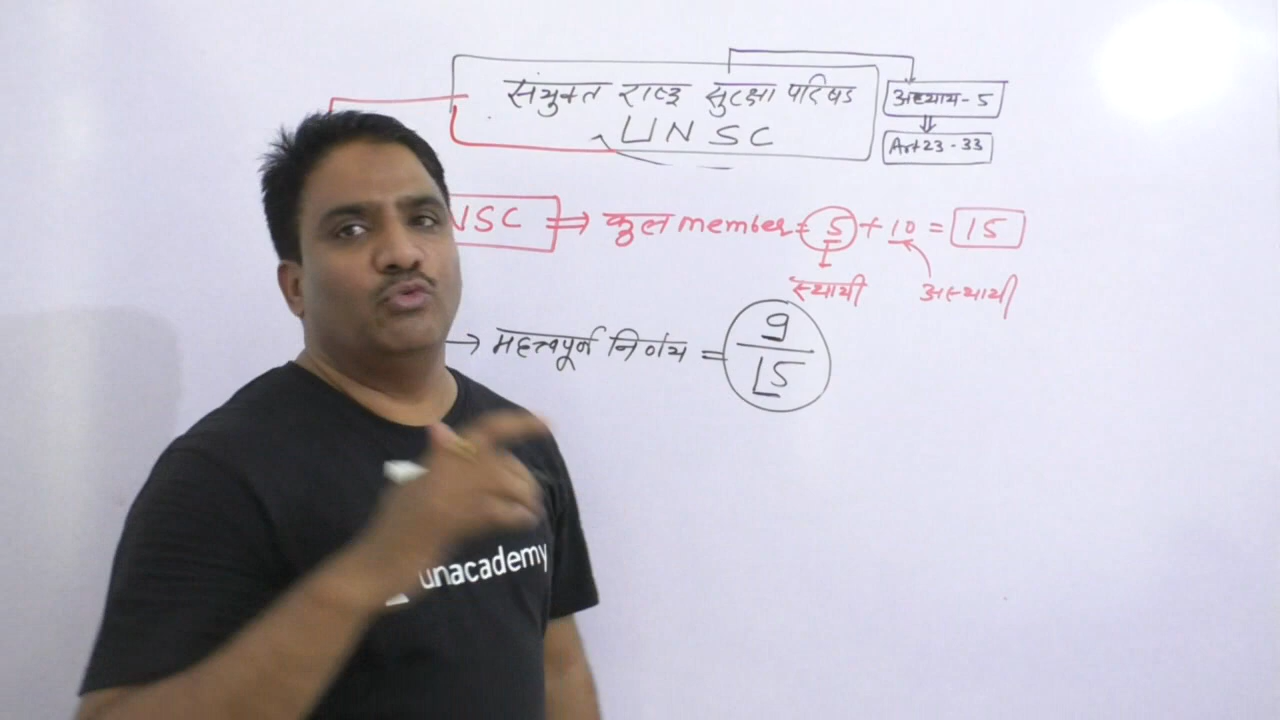 संयुक्त राष्ट्र सुरक्षा परिषद
UNSC
अध्याय - 5
Art 23 - 33
NSC ⇒ कुल member = 5 + 10 = 15
स्थायी
अस्थायी
→ महत्वपूर्ण निर्णय = 9/15
unacademy